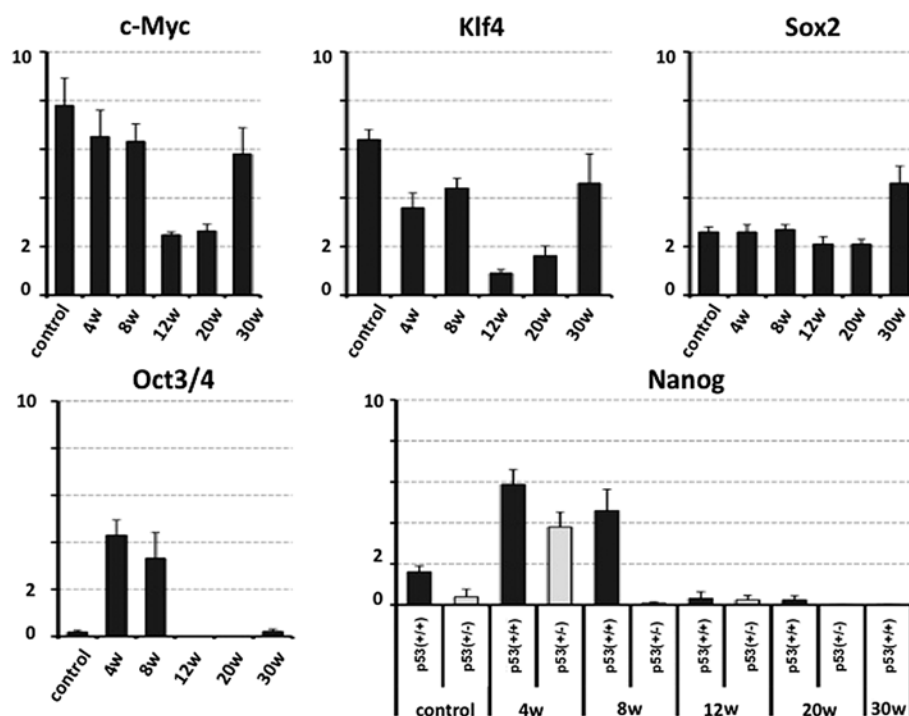 c-Myc Klf4 Sox2
10 10 10
2 2 2
0 0 0
control 4w 8w 12w 20w 30w control 4w 8w 12w 20w 30w control 4w 8w 12w 20w 30w
Oct3/4 Nanog
10 10
2 2
0 0
control 4w 8w 12w 20w 30w
p53(+/+) p53(+/-) p53(+/+) p53(+/-) p53(+/+) p53(+/-) p53(+/+) p53(+/-) p53(+/+) p53(+/-) p53(+/+)
control 4w 8w 12w 20w 30w